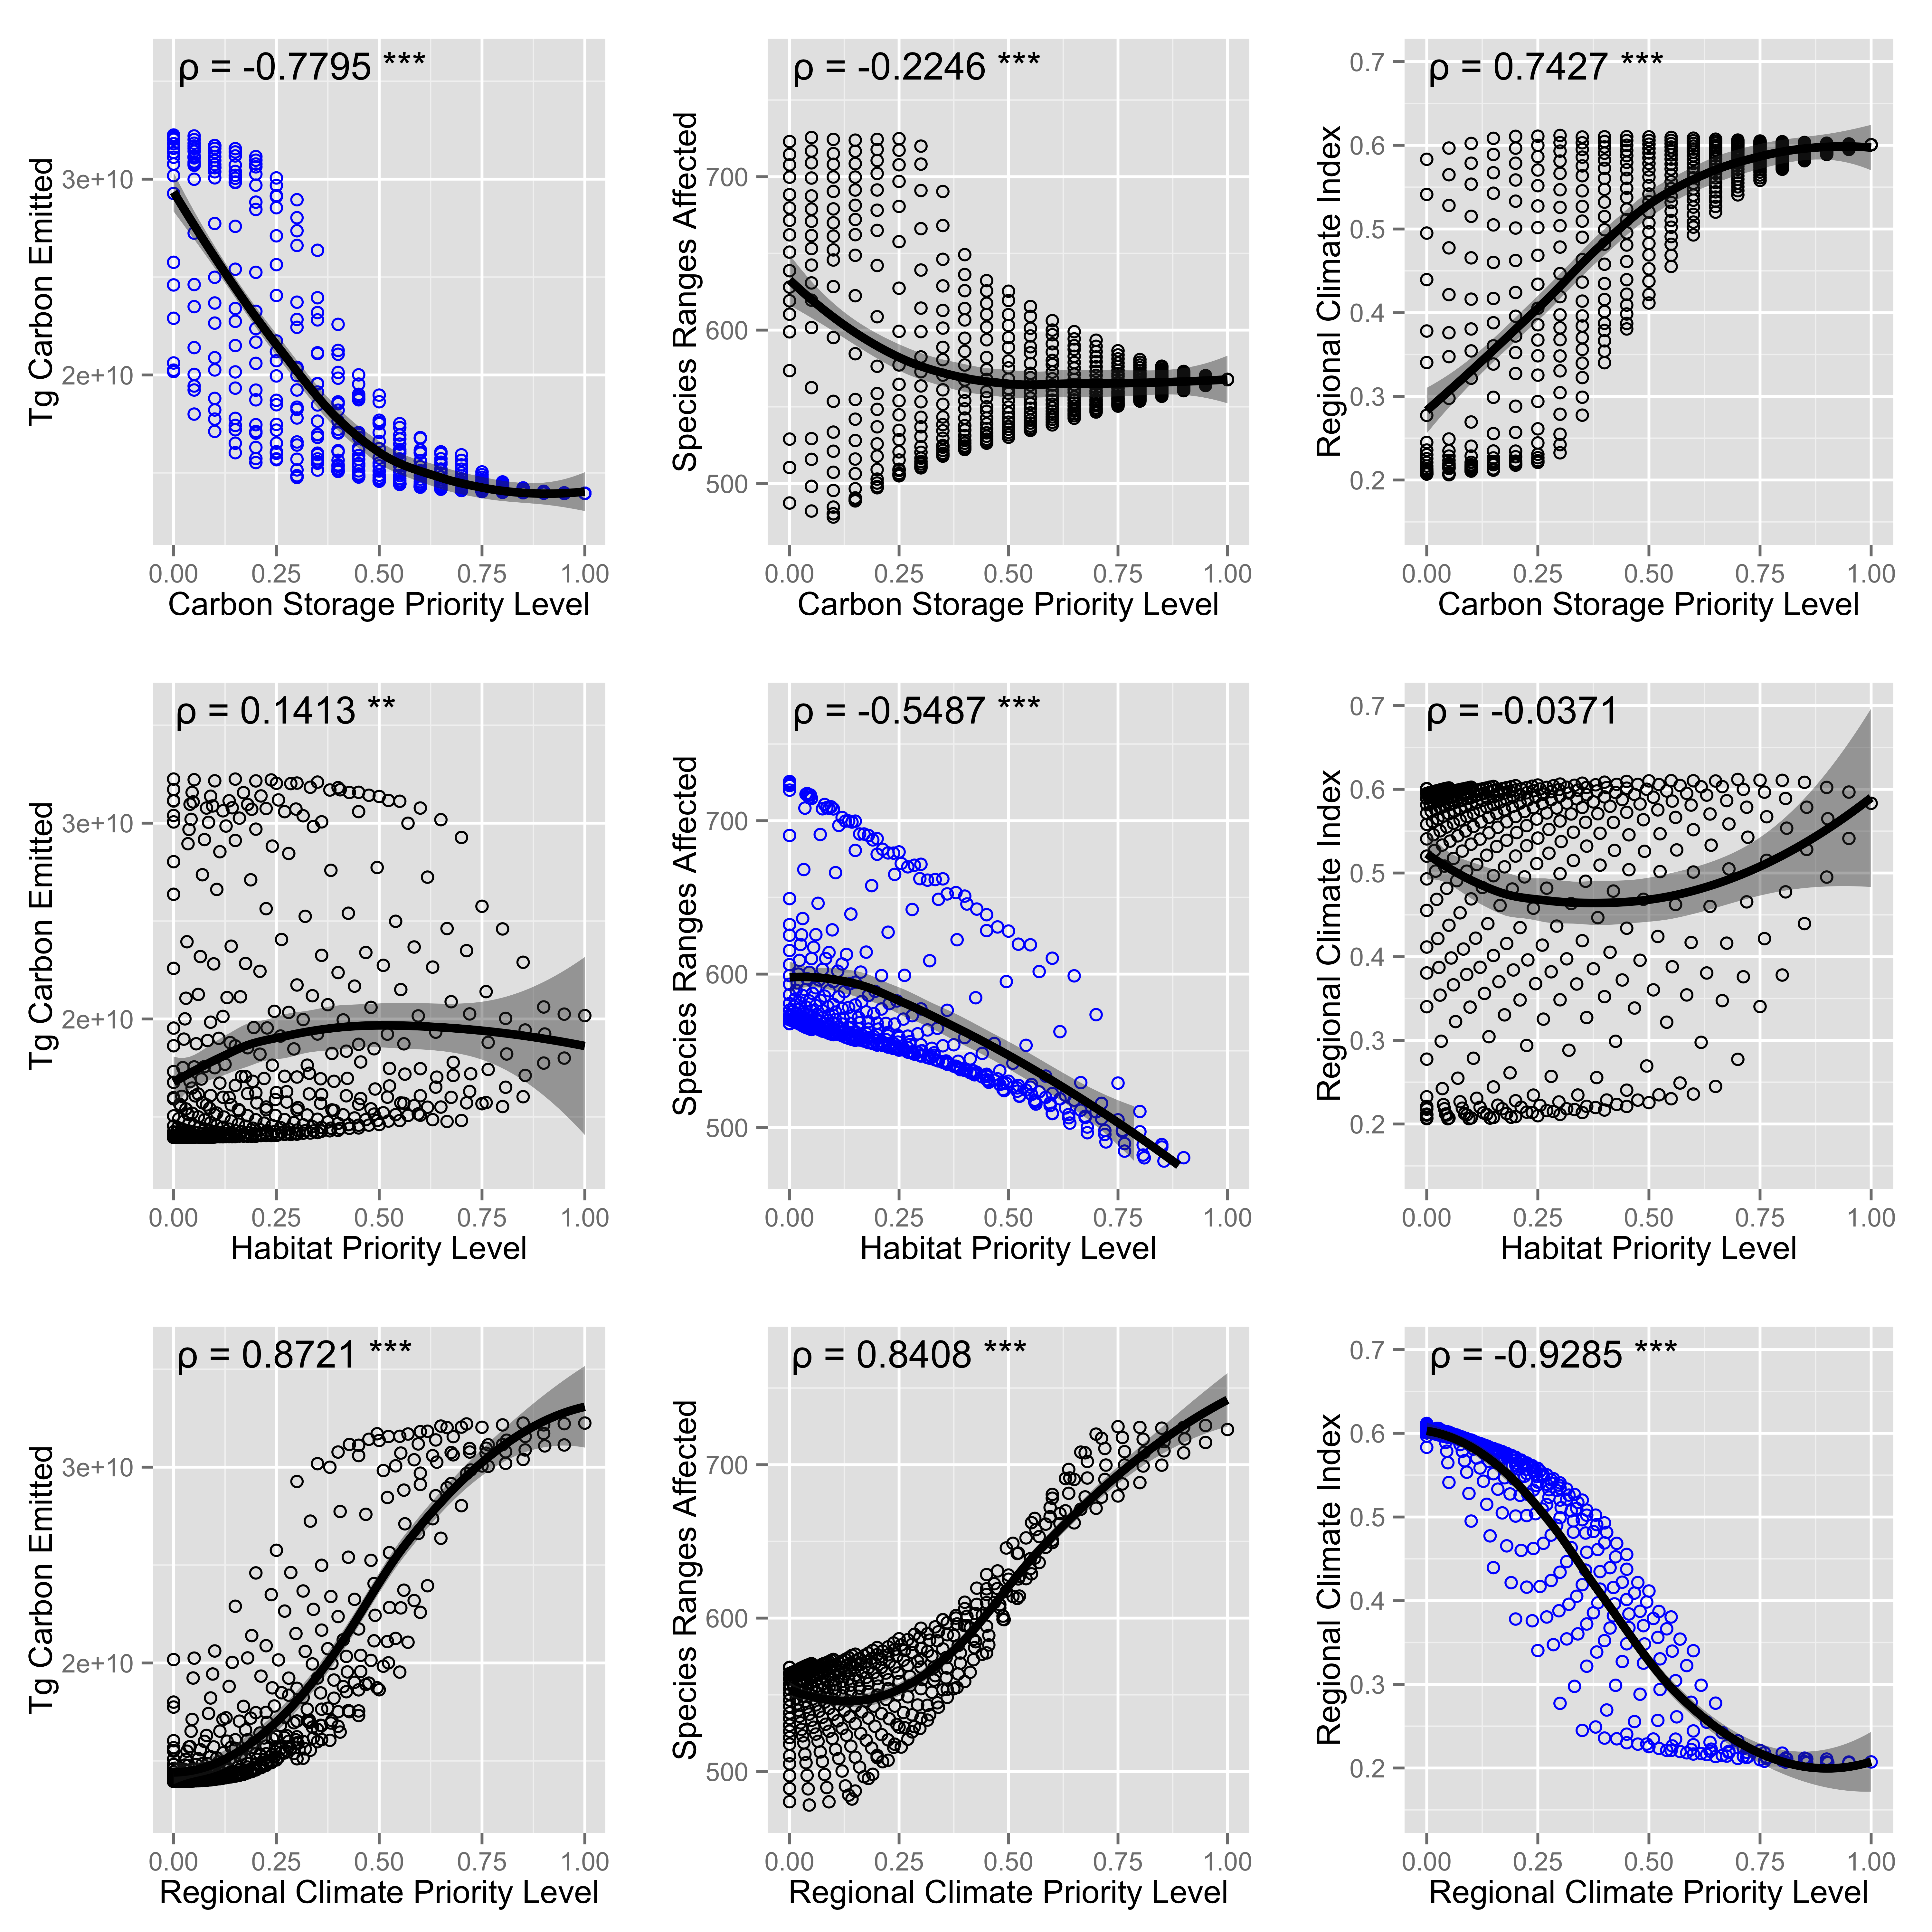 ρ = -0.7795 ***
Tg Carbon Emitted
3e+10
2e+10
0.00 0.25 0.50 0.75 1.00
Carbon Storage Priority Level
ρ = -0.2246 ***
Species Ranges Affected
700
600
500
0.00 0.25 0.50 0.75 1.00
Carbon Storage Priority Level
ρ = 0.7427 ***
Regional Climate Index
0.7
0.6
0.5
0.4
0.3
0.2
0.00 0.25 0.50 0.75 1.00
Carbon Storage Priority Level
ρ = 0.1413 **
Tg Carbon Emitted
3e+10
2e+10
0.00 0.25 0.50 0.75 1.00
Habitat Priority Level
ρ = -0.5487 ***
Species Ranges Affected
700
600
500
0.00 0.25 0.50 0.75 1.00
Habitat Priority Level
ρ = -0.0371
Regional Climate Index
0.7
0.6
0.5
0.4
0.3
0.2
0.00 0.25 0.50 0.75 1.00
Habitat Priority Level
ρ = 0.8721 ***
Tg Carbon Emitted
3e+10
2e+10
0.00 0.25 0.50 0.75 1.00
Regional Climate Priority Level
ρ = 0.8408 ***
Species Ranges Affected
700
600
500
0.00 0.25 0.50 0.75 1.00
Regional Climate Priority Level
ρ = -0.9285 ***
Regional Climate Index
0.7
0.6
0.5
0.4
0.3
0.2
0.00 0.25 0.50 0.75 1.00
Regional Climate Priority Level